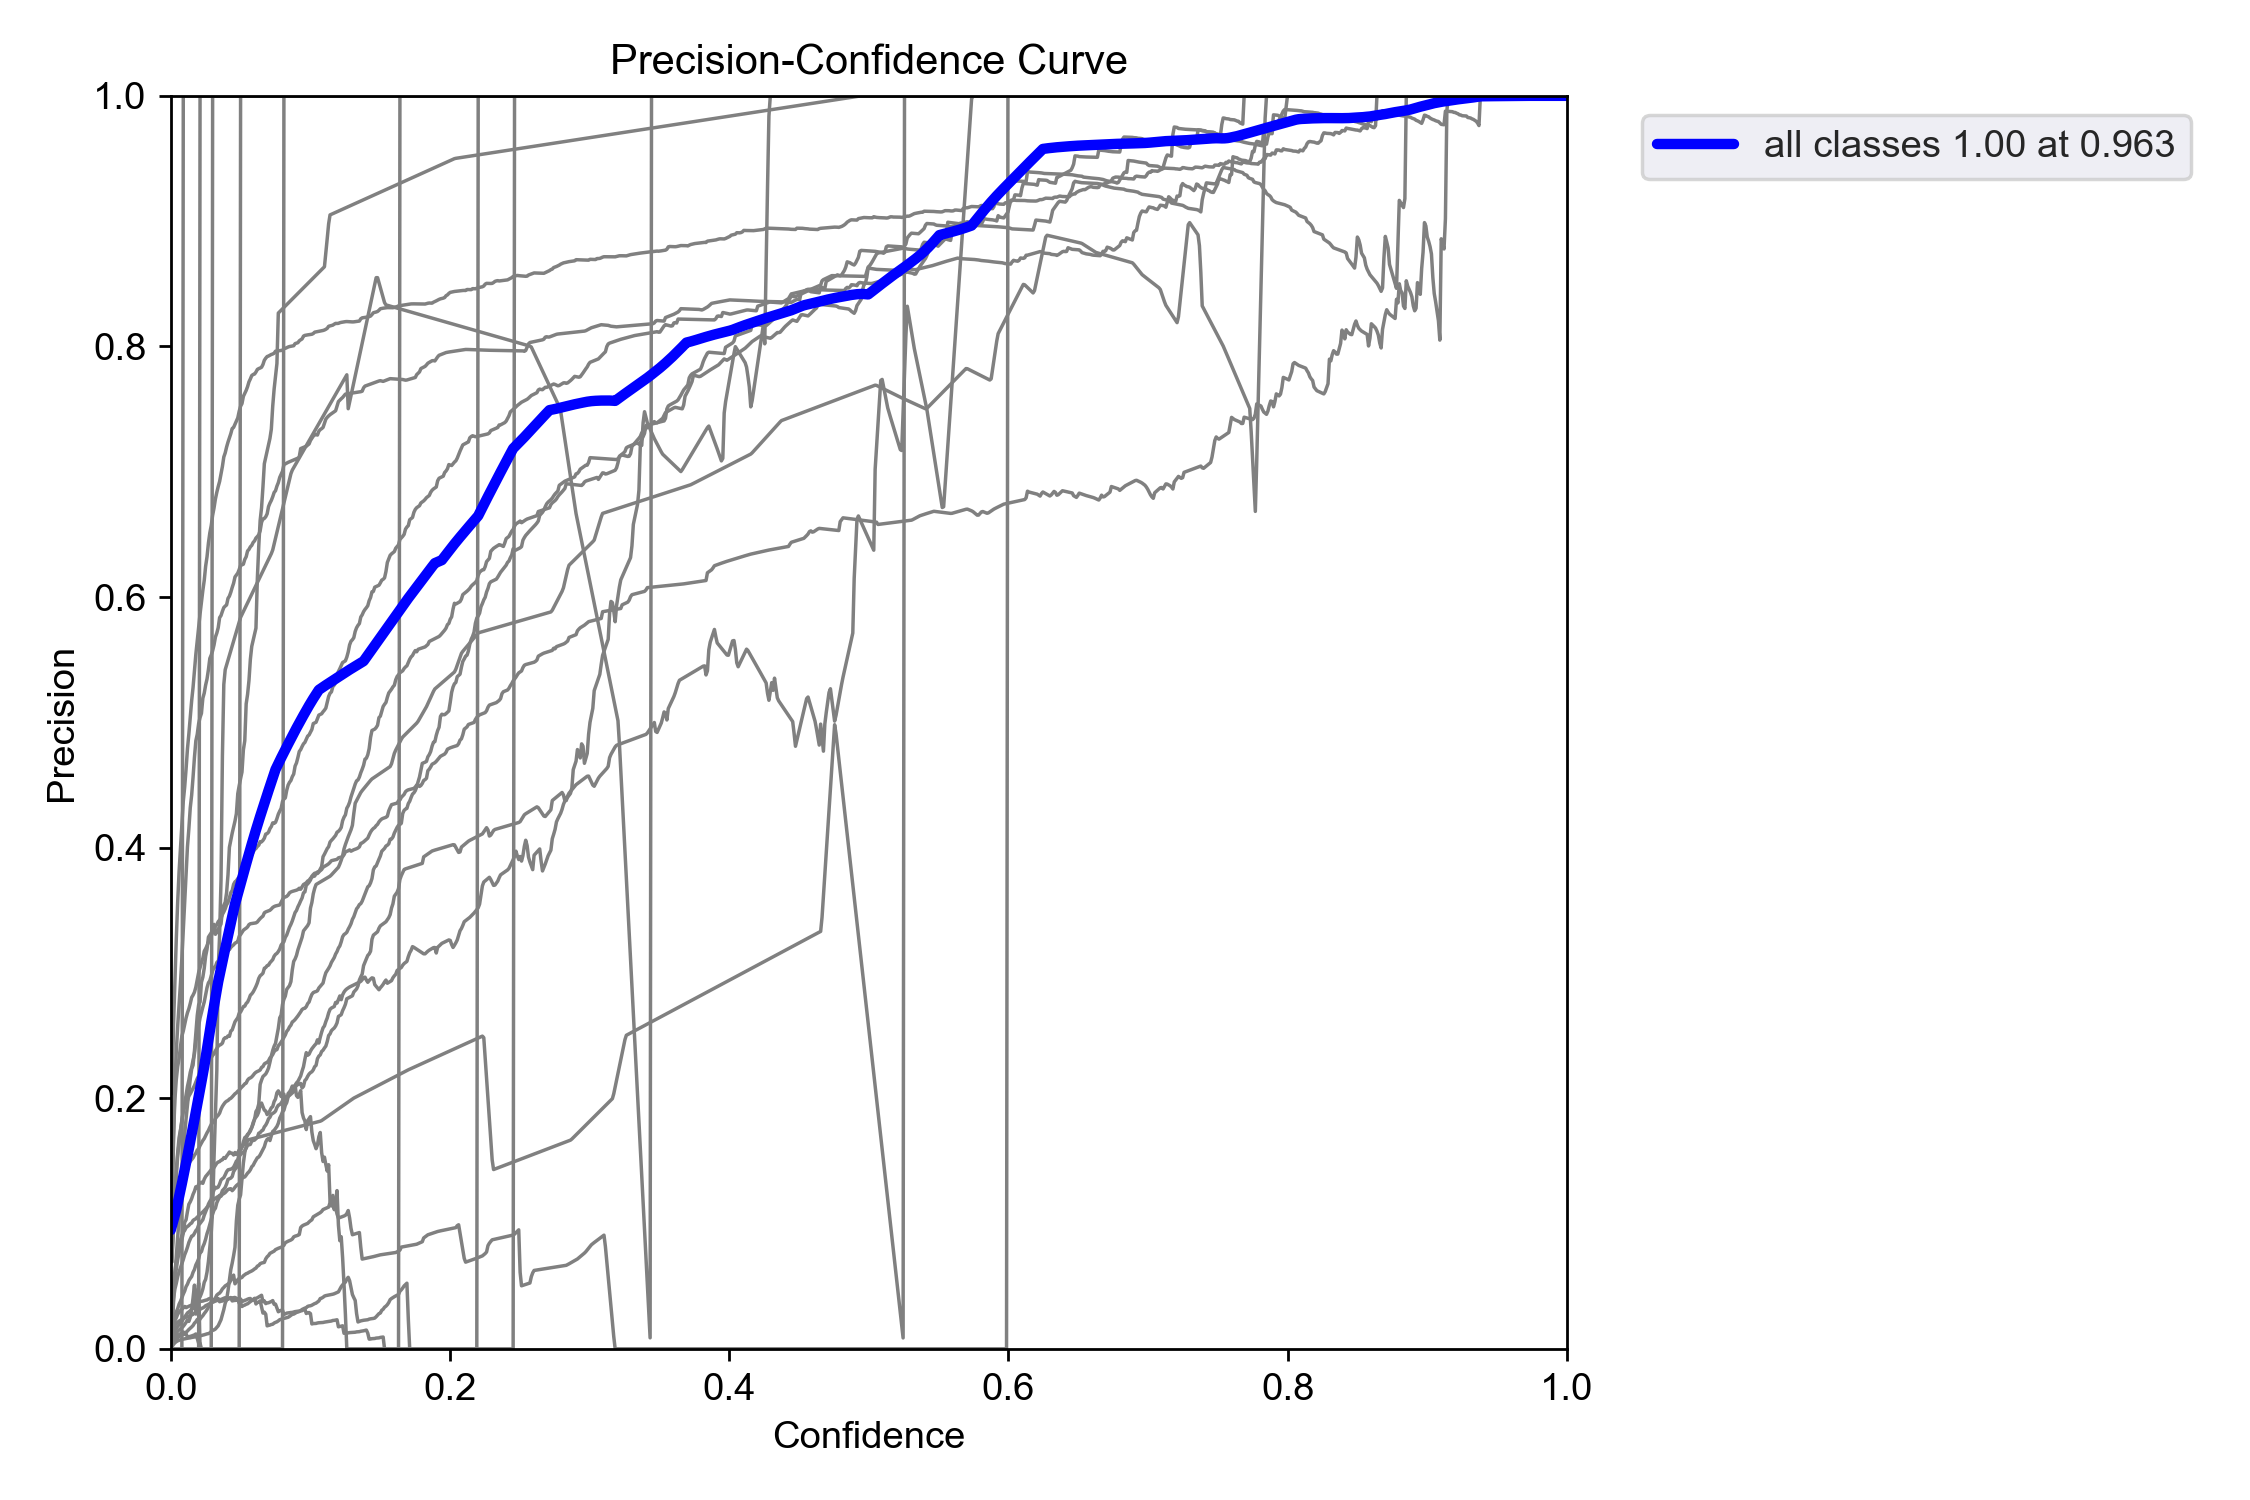 Precision-Confidence Curve
all classes 1.00 at 0.963
Precision
1.0
0.8
0.6
0.4
0.2
0.0
0.0 0.2 0.4 0.6 0.8 1.0
Confidence